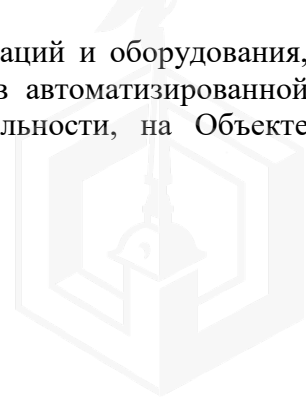 аций и оборудования,
в автоматизированной
льности, на Объекте